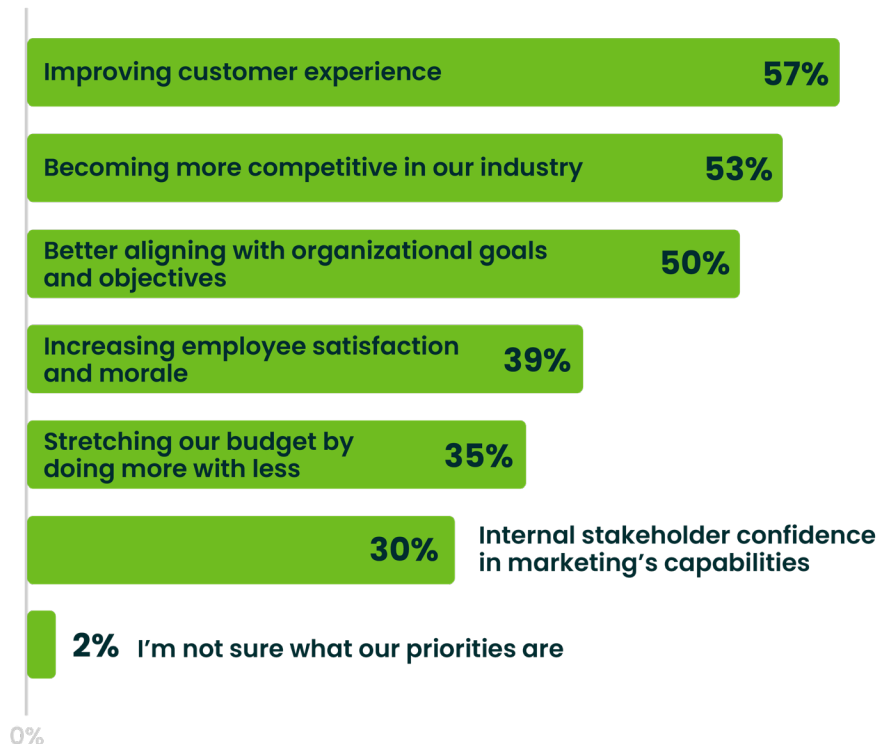 Improving customer experience 57%
Becoming more competitive in our industry 53%
Better aligning with organizational goals
and objectives 50%
Increasing employee satisfaction
and morale 39%
Stretching our budget by
doing more with less 35%
30% Internal stakeholder confidence
in marketing’s capabilities
2% I’m not sure what our priorities are
0%